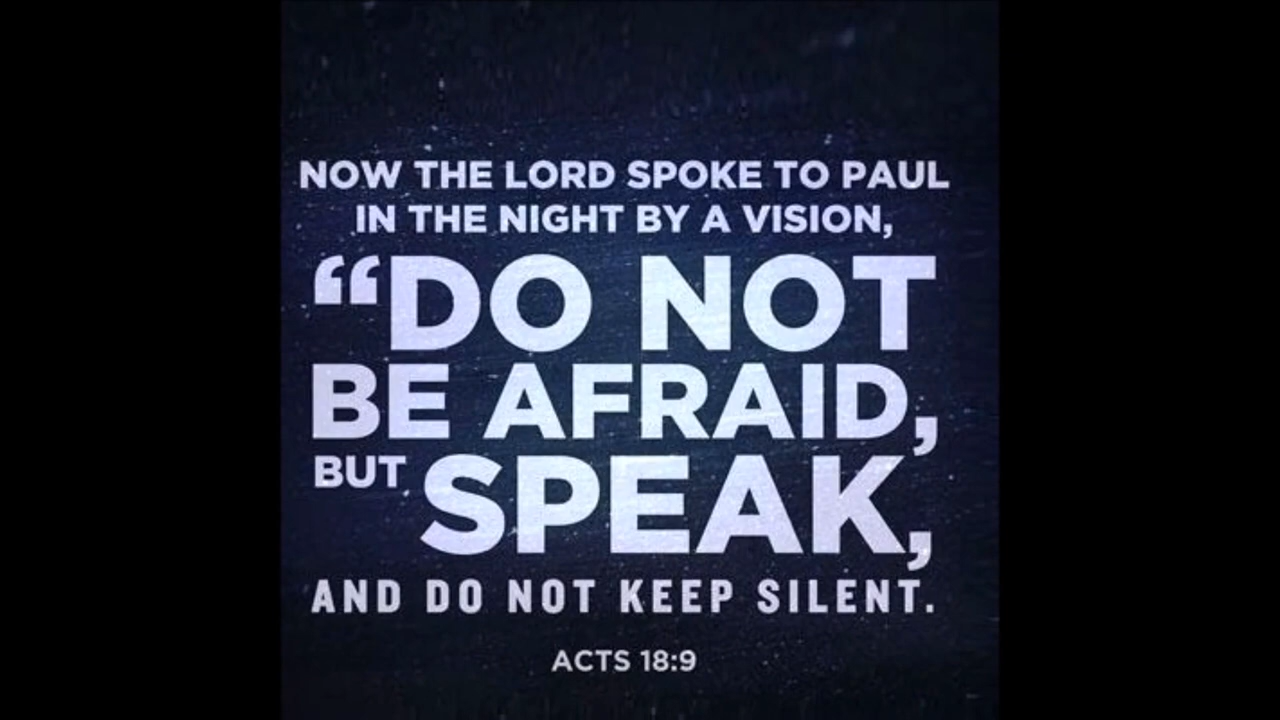 NOW THE LORD SPOKE TO PAUL
IN THE NIGHT BY A VISION,
“DO NOT
BE AFRAID,
BUT SPEAK,
AND DO NOT KEEP SILENT.
ACTS 18:9